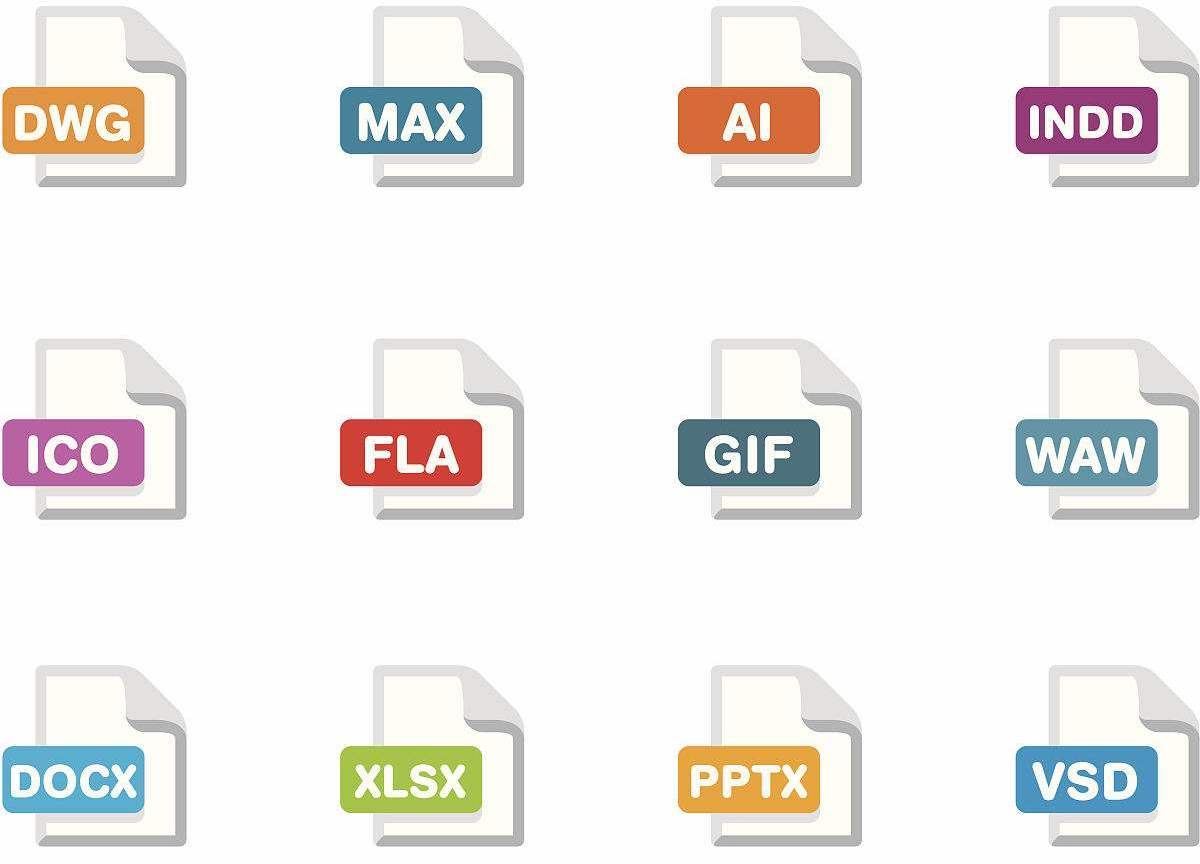 DWG
MAX
AI
INDD
ICO
FLA
GIF
WAW
DOCX
XLSX
PPTX
VSD